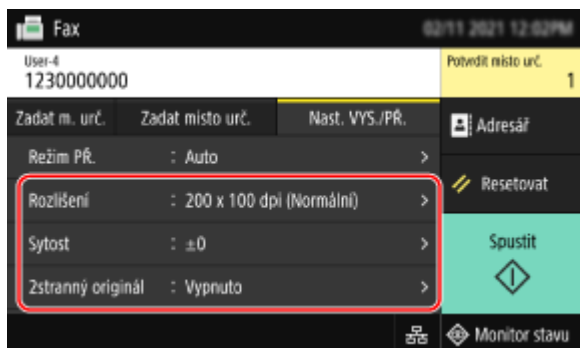 Fax
02/11 2021 12:02PM
User-4
1230000000
Potvrdit místo urč.
1
Zadat m. urč.
Zadat místo urč.
Nast. VYS./PŘ.
Adresář
Režim PŘ. : Auto
Resetovat
Rozlišení : 200 x 100 dpi (Normální)
Sytost : ±0
Spustit
2stranný originál : Vypnuto
Monitor stavu